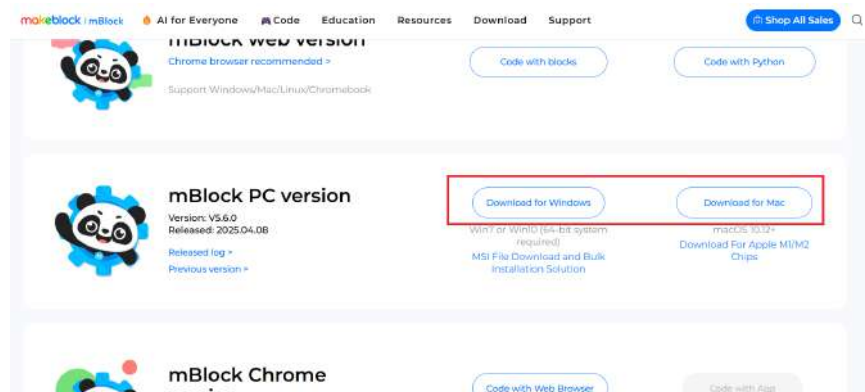 makeblock | mBlock AI for Everyone Code Education Resources Download Support Shop All Sales
mBlock web version
Chrome browser recommended >
Support Windows/Mac/Linux/Chromebook
Code with blocks
Code with Python
mBlock PC version
Version: V5.6.0
Released: 2025.04.08
Released log >
Previous version >
Download for Windows
Win7 or Win10 (64-bit system
required)
MSI File Download and Bulk
Installation Solution
Download for Mac
macOS 10.12+
Download For Apple M1/M2
Chips
mBlock Chrome
Code with Web Browser
Code with App